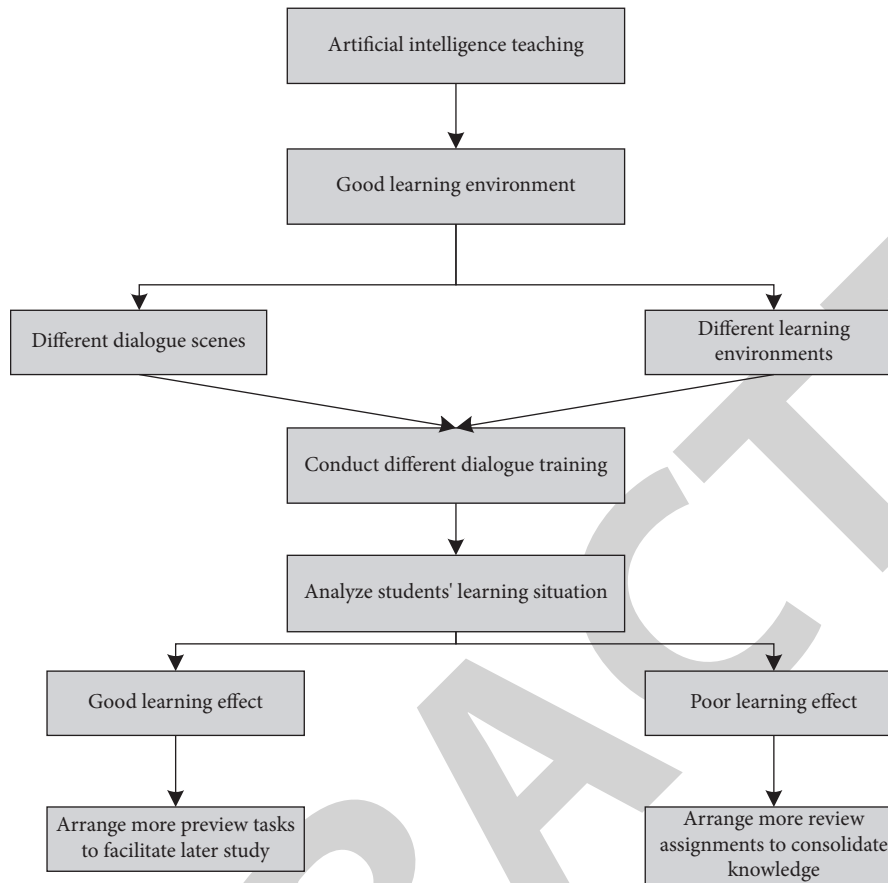 Artificial intelligence teaching
Good learning environment
Different dialogue scenes
Different learning
environments
Conduct different dialogue training
Analyze students' learning situation
Good learning effect
Poor learning effect
Arrange more preview tasks
to facilitate later study
Arrange more review
assignments to consolidate
knowledge
RACT